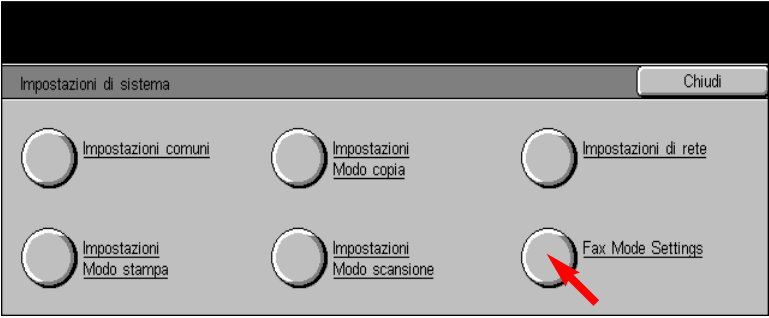 Impostazioni di sistema
Chiudi
Impostazioni comuni
Impostazioni
Modo copia
Impostazioni di rete
Impostazioni
Modo stampa
Impostazioni
Modo scansione
Fax Mode Settings